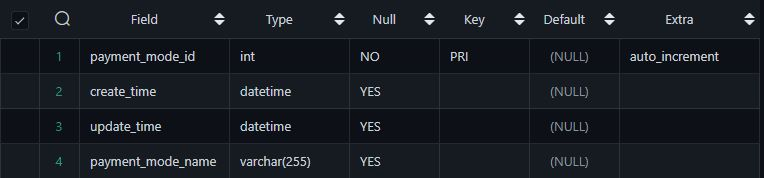 Field Type Null Key Default Extra
1 payment_mode_id int NO PRI (NULL) auto_increment
2 create_time datetime YES (NULL)
3 update_time datetime YES (NULL)
4 payment_mode_name varchar(255) YES (NULL)